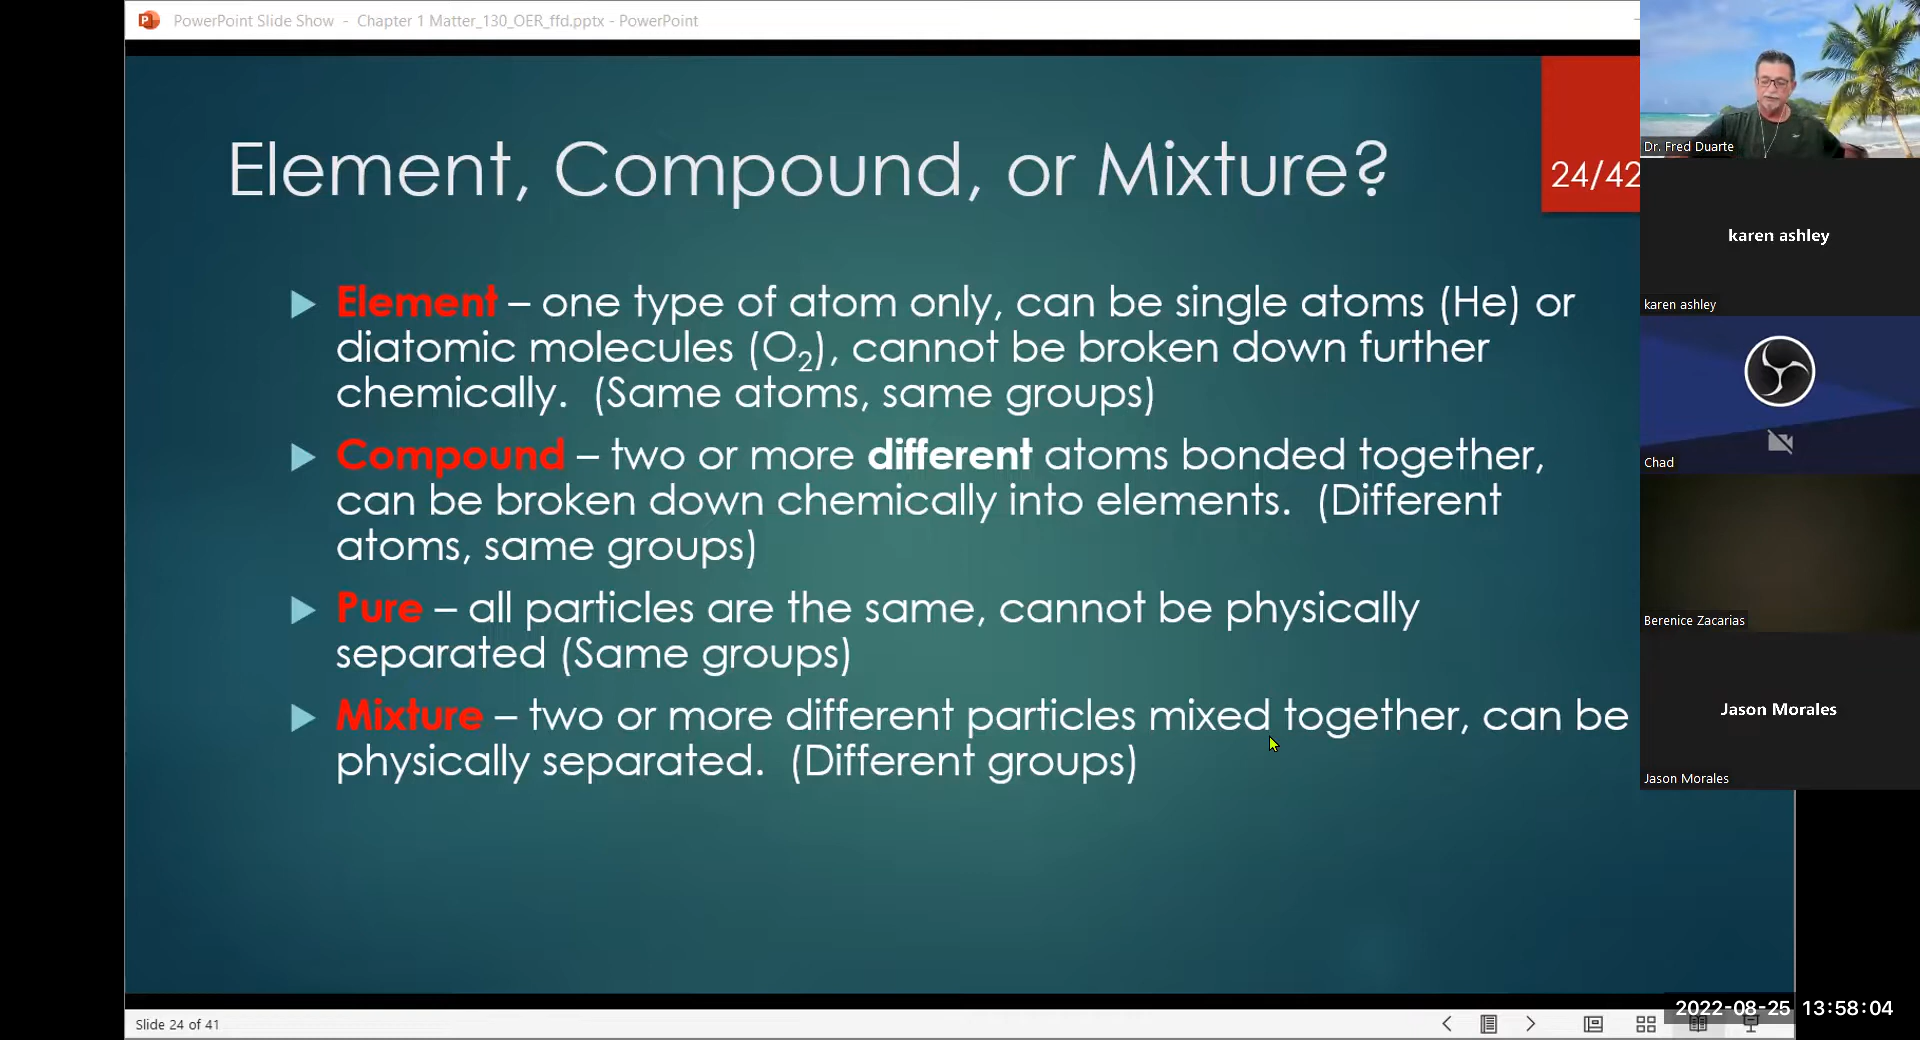 PowerPoint Slide Show - Chapter 1 Matter_130_OER_ffd.pptx - PowerPoint
Element, Compound, or Mixture?
24/42
Element – one type of atom only, can be single atoms (He) or
diatomic molecules (O₂), cannot be broken down further
chemically. (Same atoms, same groups)
Compound – two or more different atoms bonded together,
can be broken down chemically into elements. (Different
atoms, same groups)
Pure – all particles are the same, cannot be physically
separated (Same groups)
Mixture – two or more different particles mixed together, can be
physically separated. (Different groups)
Dr. Fred Duarte
karen ashley
karen ashley
Chad
Berenice Zacarias
Jason Morales
Jason Morales
Slide 24 of 41
2022-08-25 13:58:04